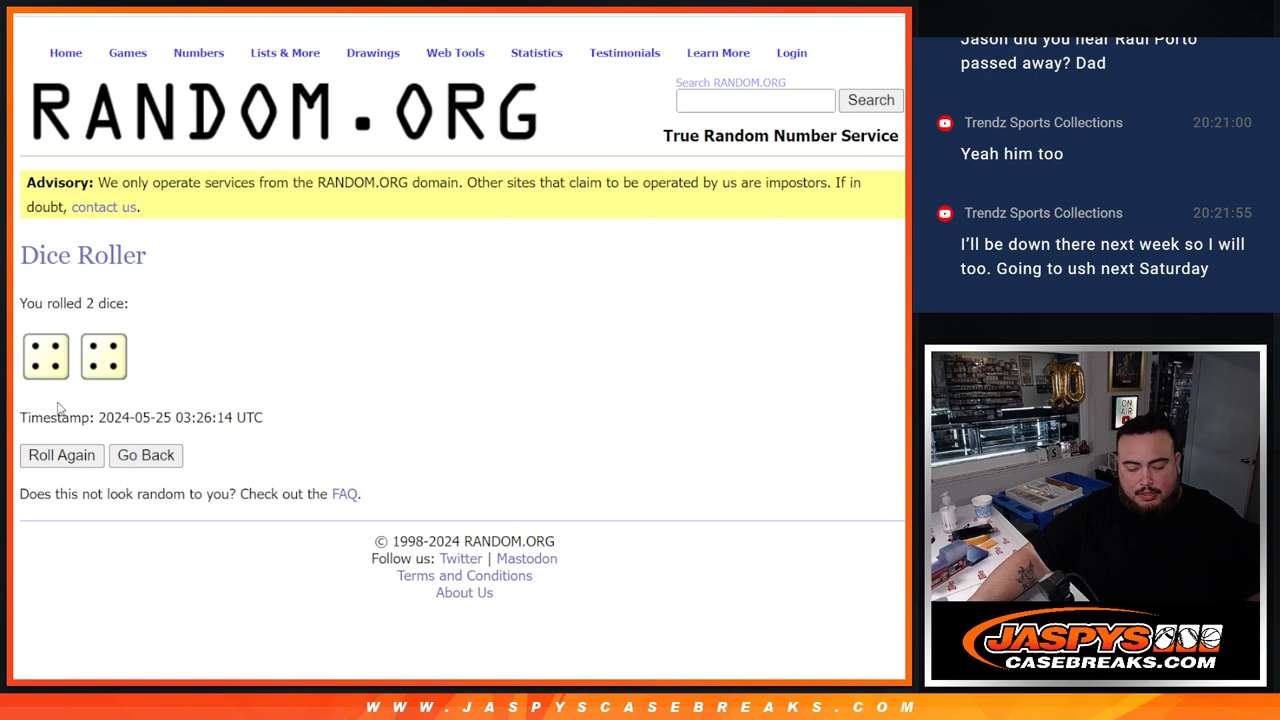 Home Games Numbers Lists & More Drawings Web Tools Statistics Testimonials Learn More Login
RANDOM.ORG
Search RANDOM.ORG
Search
True Random Number Service
Advisory: We only operate services from the RANDOM.ORG domain. Other sites that claim to be operated by us are impostors. If in
doubt, contact us.
Dice Roller
You rolled 2 dice:
Timestamp: 2024-05-25 03:26:14 UTC
Roll Again Go Back
Does this not look random to you? Check out the FAQ.
© 1998-2024 RANDOM.ORG
Follow us: Twitter | Mastodon
Terms and Conditions
About Us
Jason did you hear Raul Porto
passed away? Dad
Trendz Sports Collections 20:21:00
Yeah him too
Trendz Sports Collections 20:21:55
I’ll be down there next week so I will
too. Going to ush next Saturday
10
ON
AIR
JASPYS
CASEBREAKS.COM
WWW.JASPYSCASEBREAKS.COM